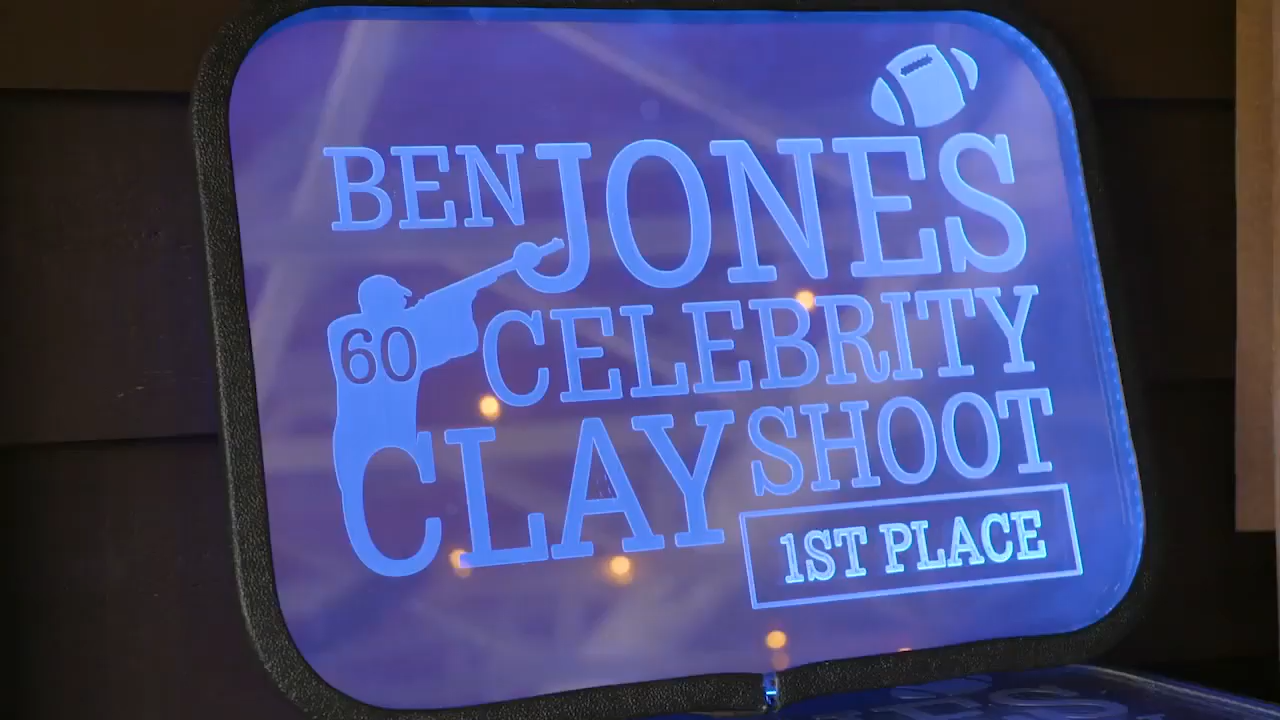 BEN JONES
60
CELEBRITY
CLAY SHOOT
1ST PLACE